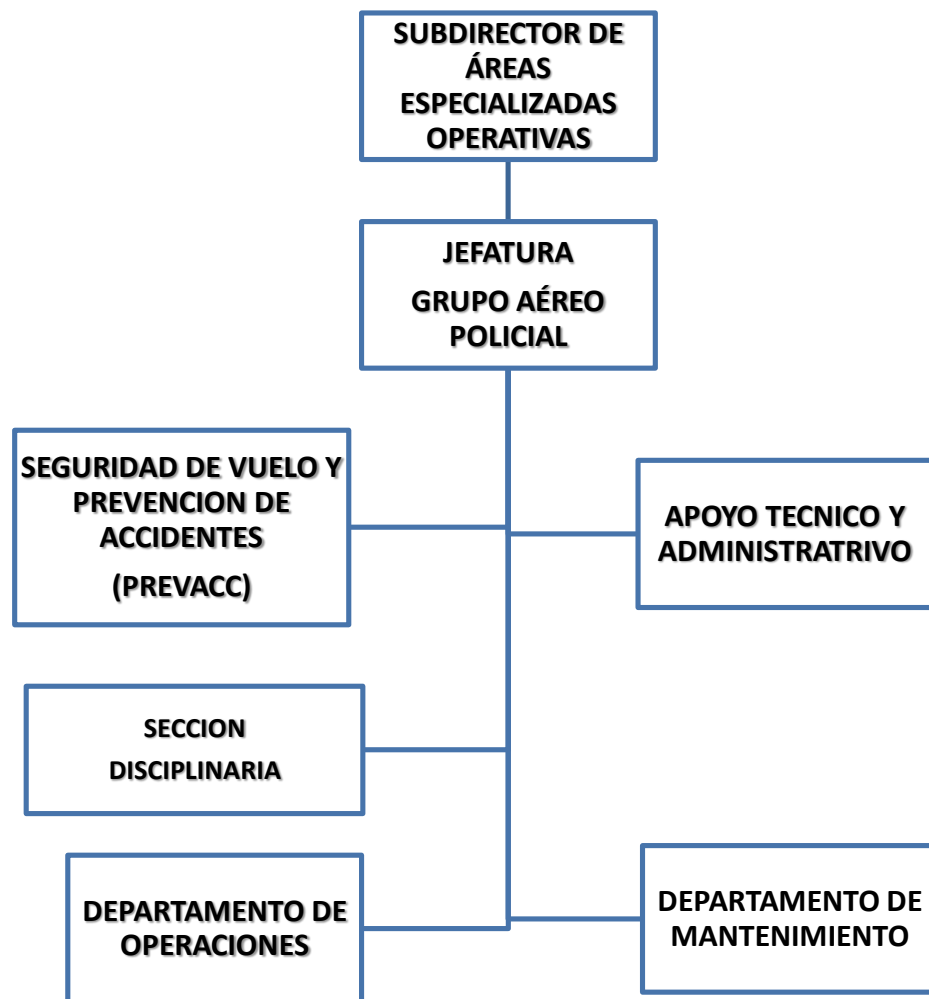 SUBDIRECTOR DE
ÁREAS
ESPECIALIZADAS
OPERATIVAS
JEFATURA
GRUPO AÉREO
POLICIAL
SEGURIDAD DE VUELO Y
PREVENCION DE
ACCIDENTES
(PREVACC)
APOYO TECNICO Y
ADMINISTRATRIVO
SECCION
DISCIPLINARIA
DEPARTAMENTO DE
OPERACIONES
DEPARTAMENTO DE
MANTENIMIENTO